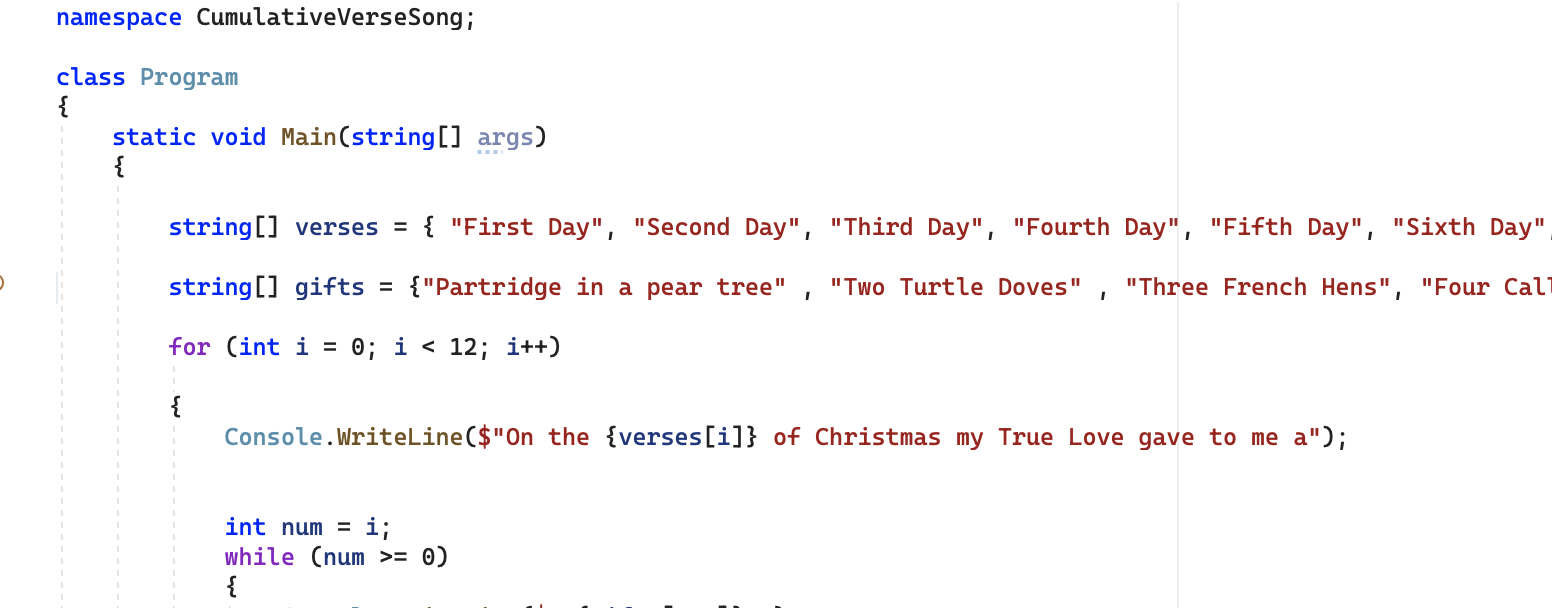 namespace CumulativeVerseSong;
class Program
{
static void Main(string[] args)
{
string[] verses = { "First Day", "Second Day", "Third Day", "Fourth Day", "Fifth Day", "Sixth Day",
string[] gifts = {"Partridge in a pear tree" , "Two Turtle Doves" , "Three French Hens", "Four
for (int i = 0; i < 12; i++)
{
Console.WriteLine($"On the {verses[i]} of Christmas my True Love gave to me a");
int num = i;
while (num >= 0)
{